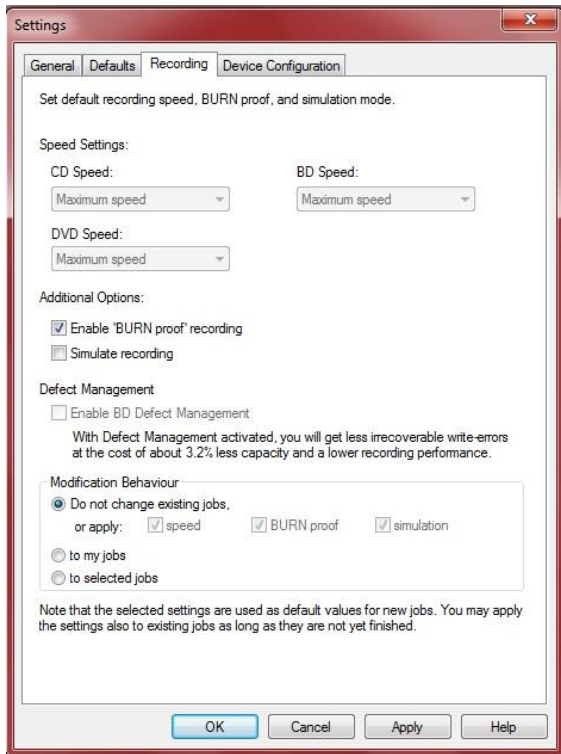 Settings
General Defaults Recording Device Configuration
Set default recording speed, BURN proof, and simulation mode.
Speed Settings:
CD Speed: BD Speed:
Maximum speed Maximum speed
DVD Speed:
Maximum speed
Additional Options:
Enable 'BURN proof' recording
Simulate recording
Defect Management
Enable BD Defect Management
With Defect Management activated, you will get less irrecoverable write-errors
at the cost of about 3.2% less capacity and a lower recording performance.
Modification Behaviour
Do not change existing jobs,
or apply: speed BURN proof simulation
to my jobs
to selected jobs
Note that the selected settings are used as default values for new jobs. You may apply
the settings also to existing jobs as long as they are not yet finished.
OK Cancel Apply Help